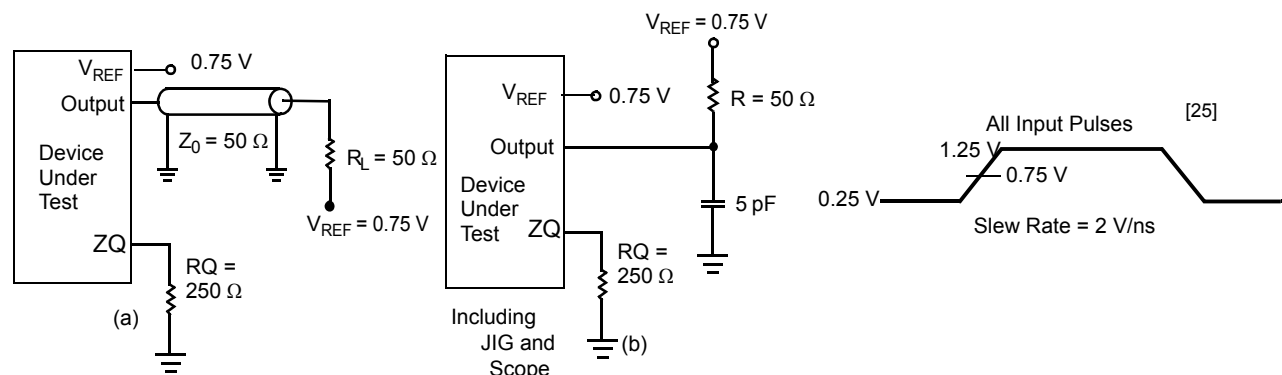 V_REF 0.75 V
Output
Z_0 = 50 Ω
Device
Under
Test
R_L = 50 Ω
V_REF = 0.75 V
ZQ
RQ =
250 Ω
(a)
V_REF = 0.75 V
V_REF 0.75 V
R = 50 Ω
Output
Device
Under
Test
5 pF
ZQ
RQ =
250 Ω
Including
JIG and
Scope
(b)
[25]
All Input Pulses
1.25 V
0.75 V
0.25 V
Slew Rate = 2 V/ns